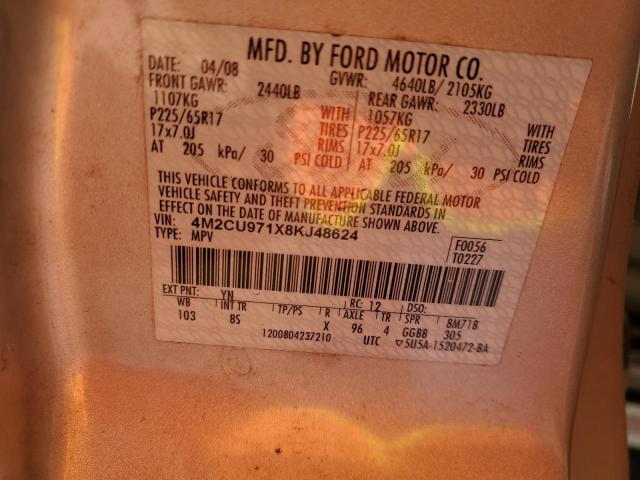 MFD. BY FORD MOTOR CO.
DATE: 04/08 GVWR: 4640LB/ 2105KG
FRONT GAWR: 2440LB REAR GAWR: 2330LB
1107KG WITH 1057KG WITH
P225/65R17 TIRES P225/65R17 TIRES
17x7.0J RIMS 17x7.0J RIMS
AT 205 kPa/ 30 PSI COLD AT 205 kPa/ 30 PSI COLD
THIS VEHICLE CONFORMS TO ALL APPLICABLE FEDERAL MOTOR
VEHICLE SAFETY AND THEFT PREVENTION STANDARDS IN
EFFECT ON THE DATE OF MANUFACTURE SHOWN ABOVE.
VIN: 4M2CU971X8KJ48624
TYPE: MPV
F0056
T0227
EXT PNT: YN RC: 12 DSO:
WB INT TR TP/PS R AXLE TR SPR BM71B
103 BS X 96 4 GGBB 305
1200804237210 UTC ▽5U5A-1520472-BA